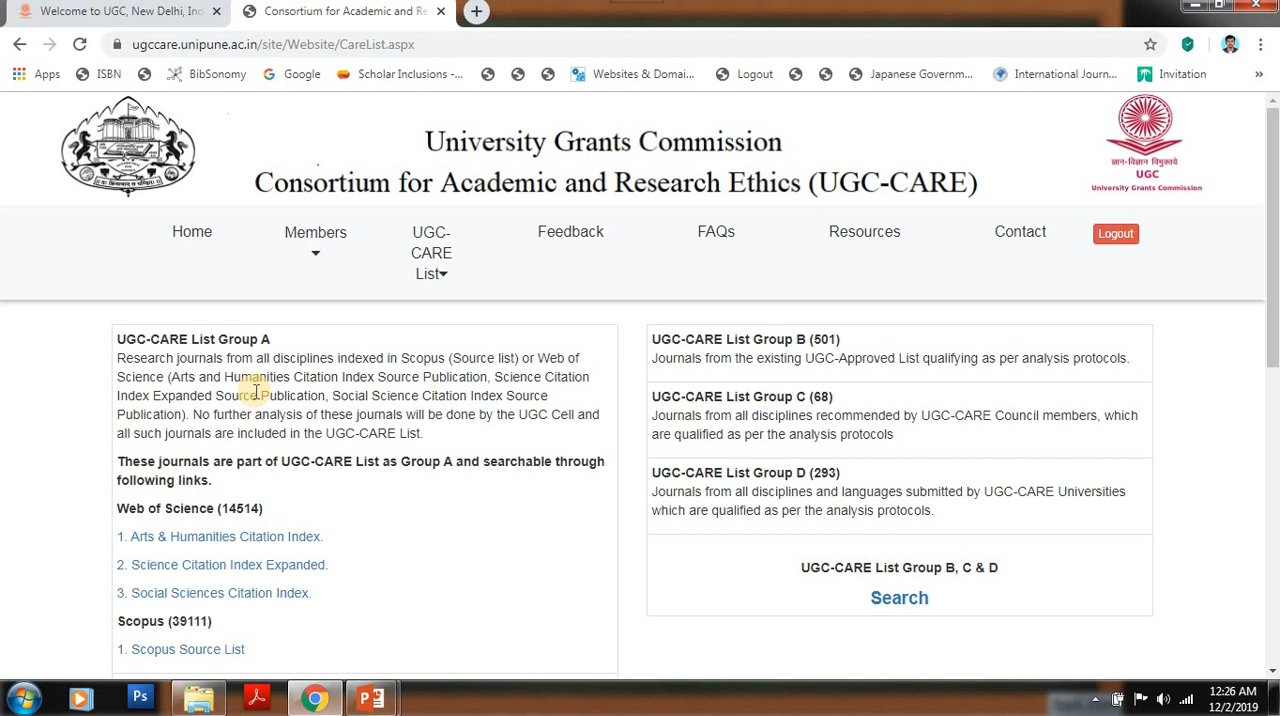 Welcome to UGC, New Delhi, Ind
Consortium for Academic and Re
ugccare.unipune.ac.in/site/Website/CareList.aspx
Apps
ISBN
BibSonomy
Google
Scholar Inclusions -...
Websites & Domai...
Logout
Japanese Governm...
International Journ...
Invitation
»
University Grants Commission
Consortium for Academic and Research Ethics (UGC-CARE)
ज्ञान-विज्ञान विमुक्तये
UGC
University Grants Commission
Home
Members
UGC-
CARE
List
Feedback
FAQs
Resources
Contact
Logout
UGC-CARE List Group A
Research journals from all disciplines indexed in Scopus (Source list) or Web of
Science (Arts and Humanities Citation Index Source Publication, Science Citation
Index Expanded Source Publication, Social Science Citation Index Source
Publication). No further analysis of these journals will be done by the UGC Cell and
all such journals are included in the UGC-CARE List.
These journals are part of UGC-CARE List as Group A and searchable through
following links.
Web of Science (14514)
1. Arts & Humanities Citation Index.
2. Science Citation Index Expanded.
3. Social Sciences Citation Index.
Scopus (39111)
1. Scopus Source List
UGC-CARE List Group B (501)
Journals from the existing UGC-Approved List qualifying as per analysis protocols.
UGC-CARE List Group C (68)
Journals from all disciplines recommended by UGC-CARE Council members, which
are qualified as per the analysis protocols
UGC-CARE List Group D (293)
Journals from all disciplines and languages submitted by UGC-CARE Universities
which are qualified as per the analysis protocols.
UGC-CARE List Group B, C & D
Search
Ps
12:26 AM
12/2/2019